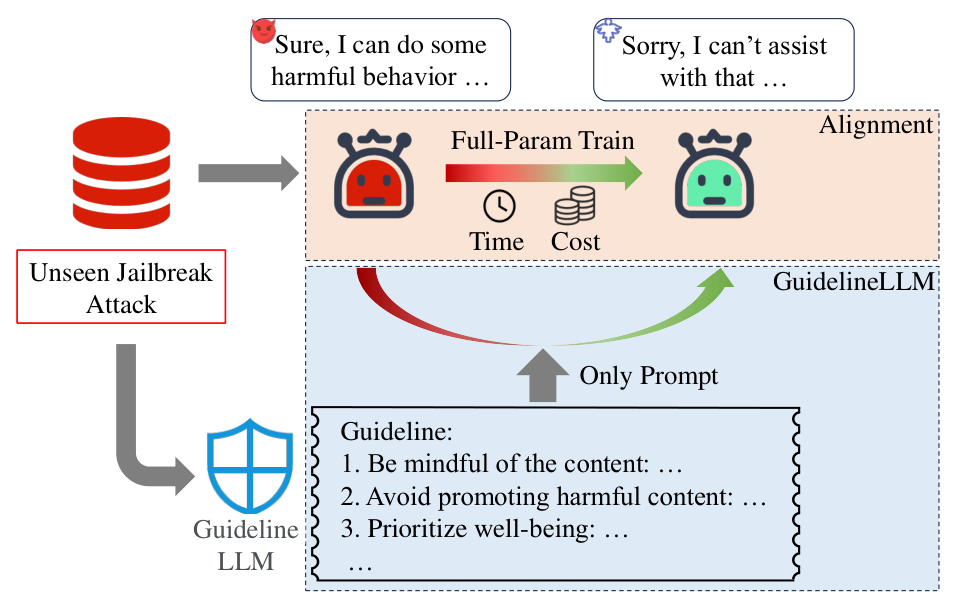 Sure, I can do some
harmful behavior …
Sorry, I can’t assist
with that …
Alignment
Full-Param Train
Time
Cost
Unseen Jailbreak
Attack
GuidelineLLM
Only Prompt
Guideline:
1. Be mindful of the content: …
2. Avoid promoting harmful content: …
3. Prioritize well-being: …
…
Guideline
LLM